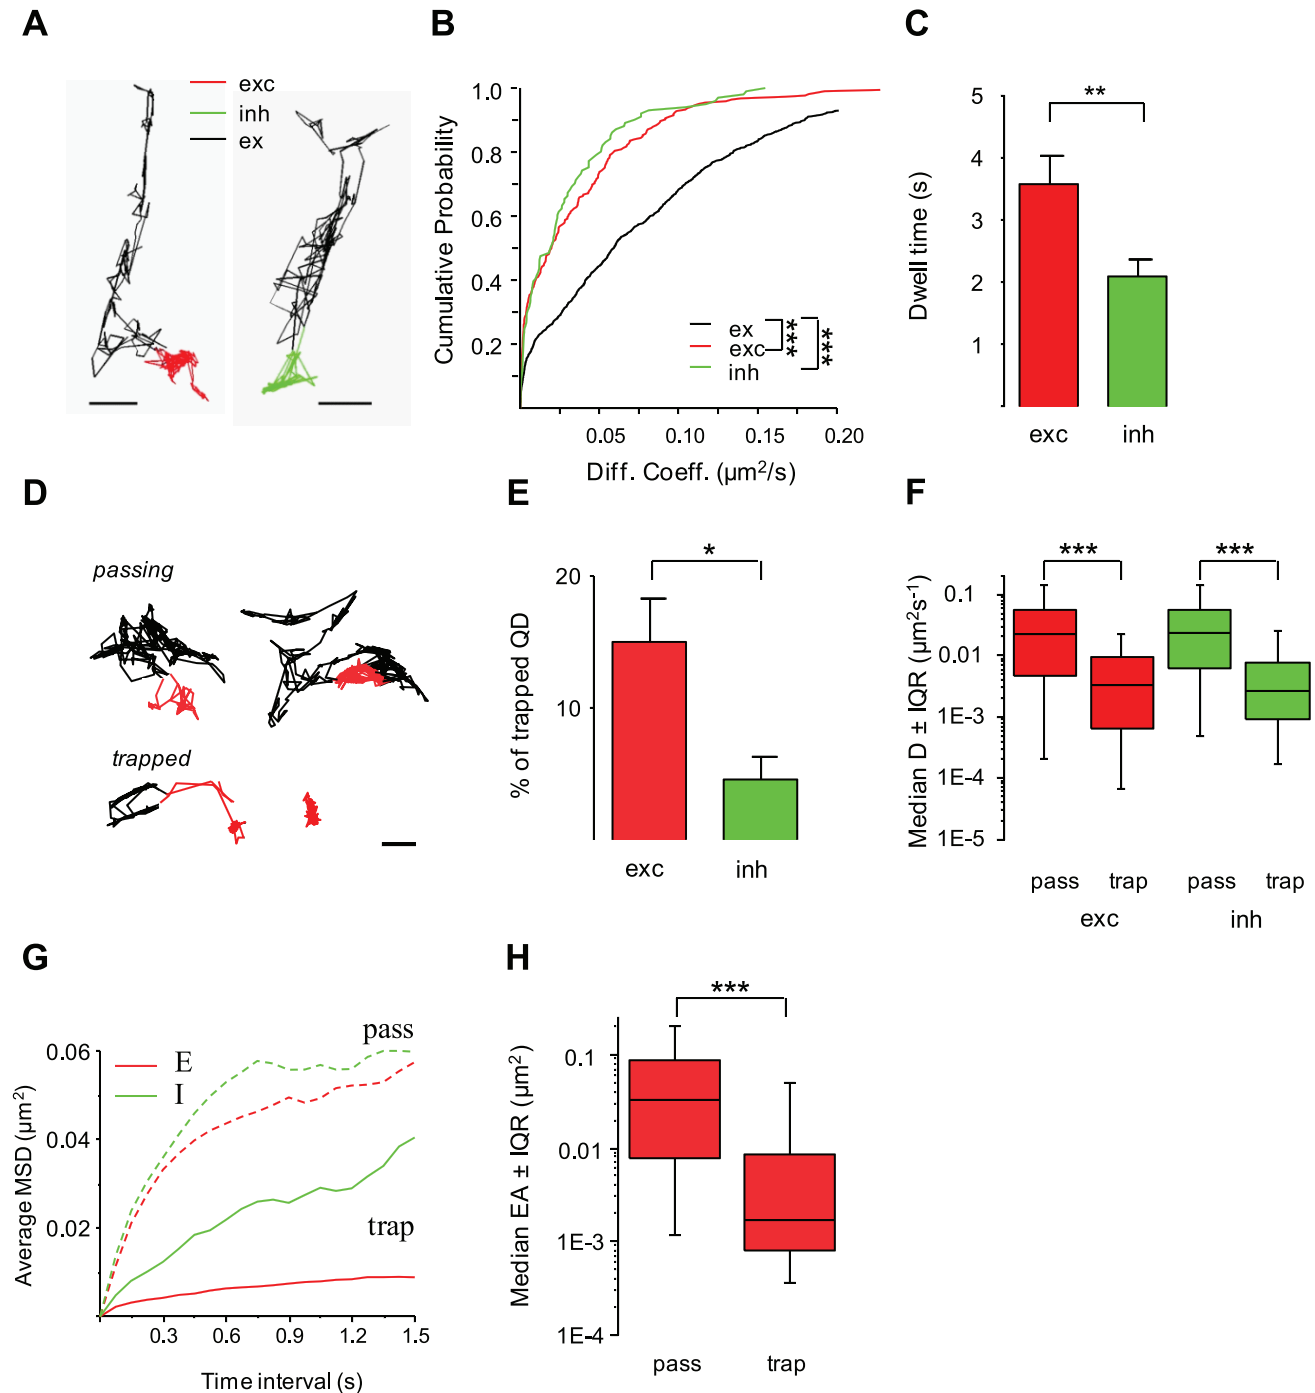 A
exc
inh
ex
B
1.0
0.8
0.6
0.4
0.2
Cumulative Probability
ex
exc
inh
***
***
0.05 0.10 0.15 0.20
Diff. Coeff. (µm²/s)
C
**
5
4
3
2
1
Dwell time (s)
exc inh
D
passing
trapped
E
*
20
10
% of trapped QD
exc inh
F
*** ***
0.1
0.01
1E-3
1E-4
1E-5
Median D ± IQR (µm²s⁻¹)
pass trap pass trap
exc inh
G
pass
E
I
trap
0.06
0.04
0.02
Average MSD (µm²)
0.3 0.6 0.9 1.2 1.5
Time interval (s)
H
***
0.1
0.01
1E-3
1E-4
Median EA ± IQR (µm²)
pass trap